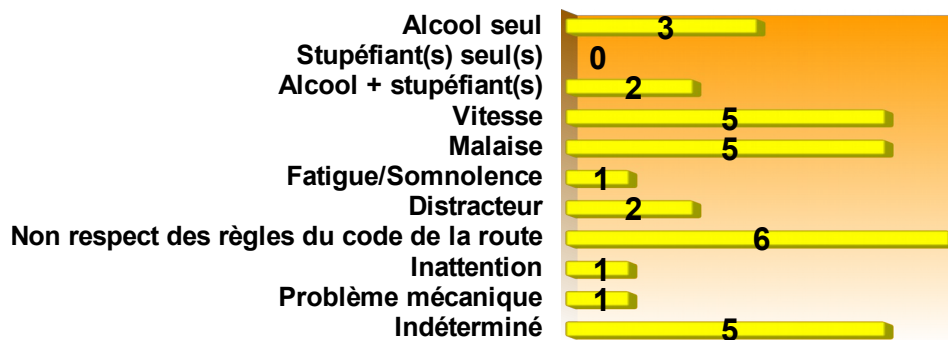 Alcool seul 3
Stupéfiant(s) seul(s) 0
Alcool + stupéfiant(s) 2
Vitesse 5
Malaise 5
Fatigue/Somnolence 1
Distracteur 2
Non respect des règles du code de la route 6
Inattention 1
Problème mécanique 1
Indéterminé 5